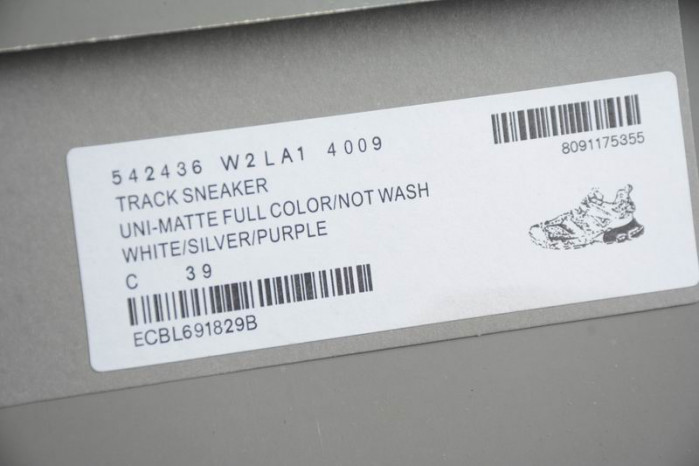 542436 W2LA1 4009
TRACK SNEAKER
UNI-MATTE FULL COLOR/NOT WASH
WHITE/SILVER/PURPLE
C 39
ECBL691829B
8091175355